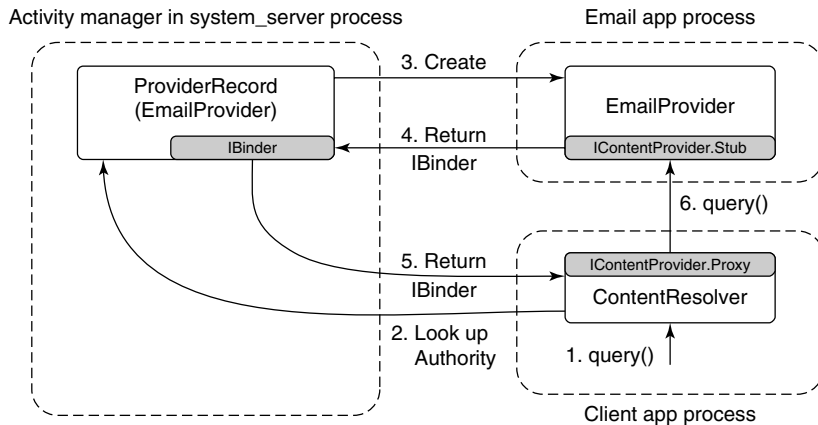 Activity manager in system_server process
Email app process
ProviderRecord
(EmailProvider)
IBinder
3. Create
EmailProvider
IContentProvider.Stub
4. Return
IBinder
6. query()
5. Return
IBinder
IContentProvider.Proxy
ContentResolver
2. Look up
Authority
1. query()
Client app process